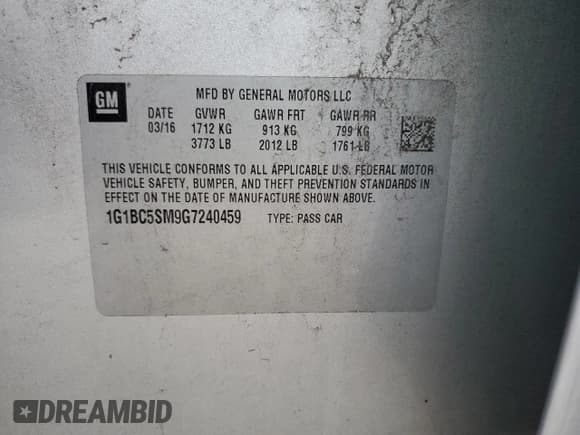 GM
MFD BY GENERAL MOTORS LLC
DATE GVWR GAWR FRT GAWR RR
03/16 1712 KG 913 KG 799 KG
3773 LB 2012 LB 1761 LB
THIS VEHICLE CONFORMS TO ALL APPLICABLE U.S. FEDERAL MOTOR
VEHICLE SAFETY, BUMPER, AND THEFT PREVENTION STANDARDS IN
EFFECT ON THE DATE OF MANUFACTURE SHOWN ABOVE.
1G1BC5SM9G7240459 TYPE: PASS CAR
DREAMBID